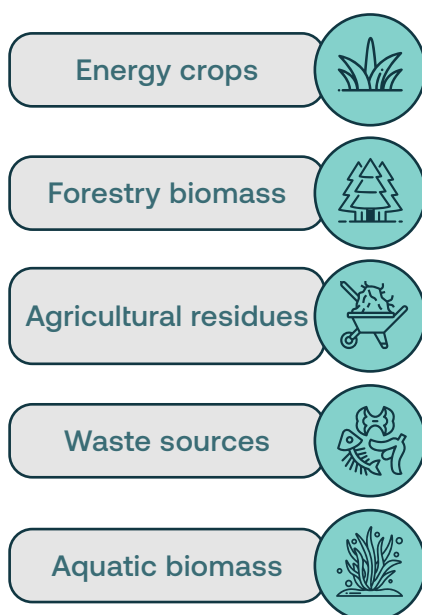 Energy crops
Forestry biomass
Agricultural residues
Waste sources
Aquatic biomass